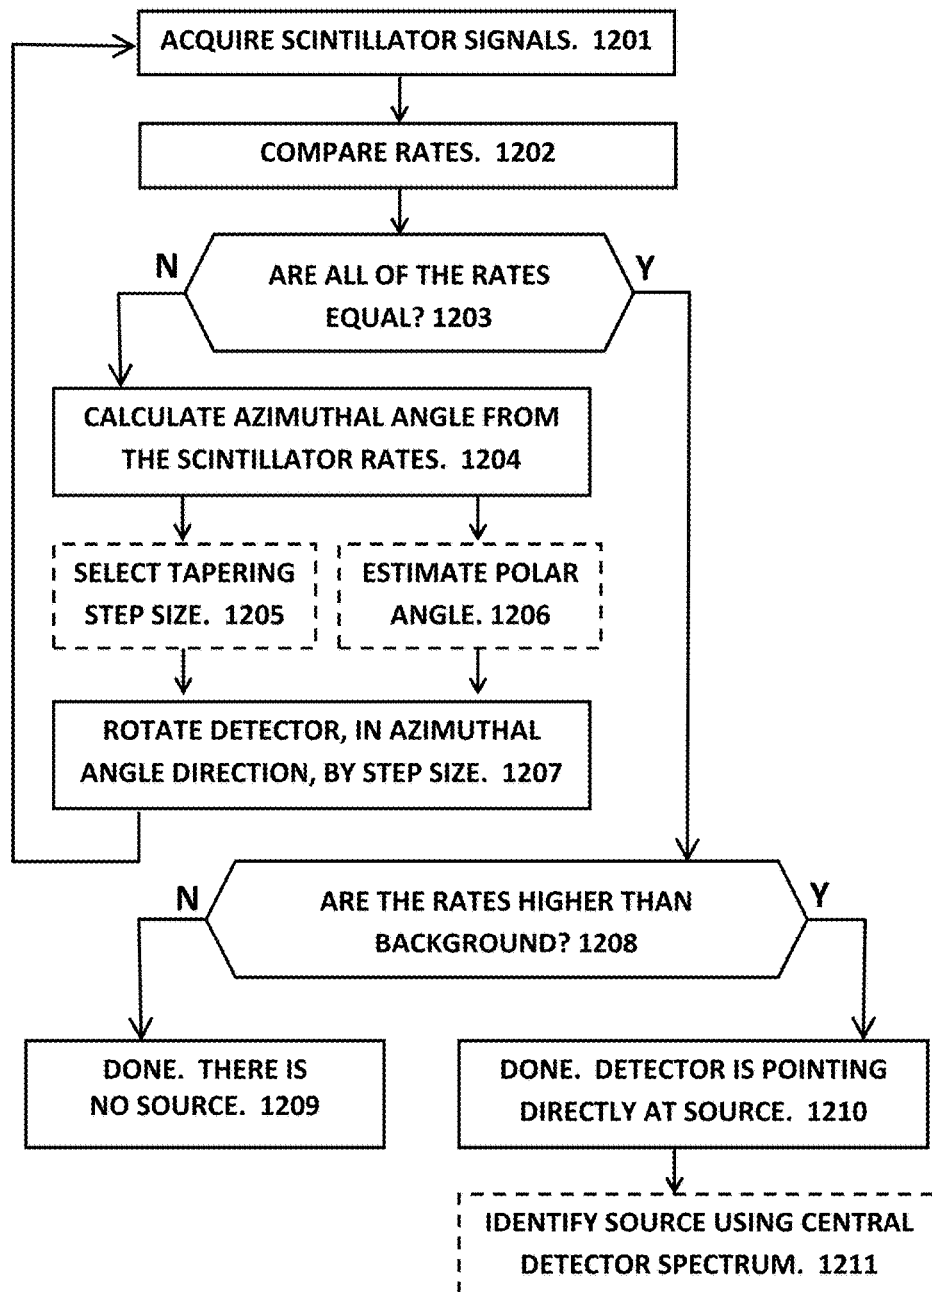 ACQUIRE SCINTILLATOR SIGNALS. 1201
COMPARE RATES. 1202
N
Y
ARE ALL OF THE RATES
EQUAL? 1203
CALCULATE AZIMUTHAL ANGLE FROM
THE SCINTILLATOR RATES. 1204
SELECT TAPERING
STEP SIZE. 1205
ESTIMATE POLAR
ANGLE. 1206
ROTATE DETECTOR, IN AZIMUTHAL
ANGLE DIRECTION, BY STEP SIZE. 1207
N
Y
ARE THE RATES HIGHER THAN
BACKGROUND? 1208
DONE. THERE IS
NO SOURCE. 1209
DONE. DETECTOR IS POINTING
DIRECTLY AT SOURCE. 1210
IDENTIFY SOURCE USING CENTRAL
DETECTOR SPECTRUM. 1211